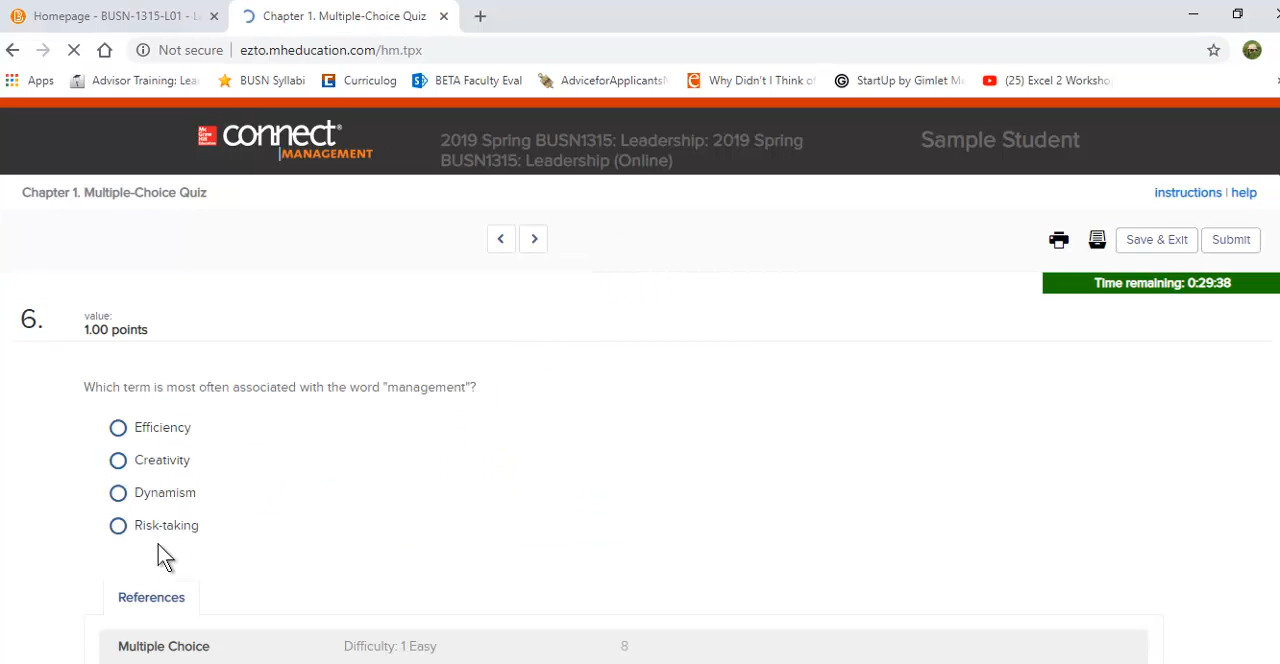 Homepage - BUSN-1315-L01 - L
Chapter 1. Multiple-Choice Quiz
Not secure | ezto.mheducation.com/hm.tpx
Apps
Advisor Training: Lea
BUSN Syllabi
Curriculog
BETA Faculty Eval
AdviceforApplicants
Why Didn't I Think of
StartUp by Gimlet Me
(25) Excel 2 Worksho
Mc Graw Hill Education
connect®
MANAGEMENT
2019 Spring BUSN1315: Leadership: 2019 Spring
BUSN1315: Leadership (Online)
Sample Student
Chapter 1. Multiple-Choice Quiz
instructions | help
Save & Exit
Submit
Time remaining: 0:29:38
6.
value:
1.00 points
Which term is most often associated with the word "management"?
Efficiency
Creativity
Dynamism
Risk-taking
References
Multiple Choice
Difficulty: 1 Easy
8